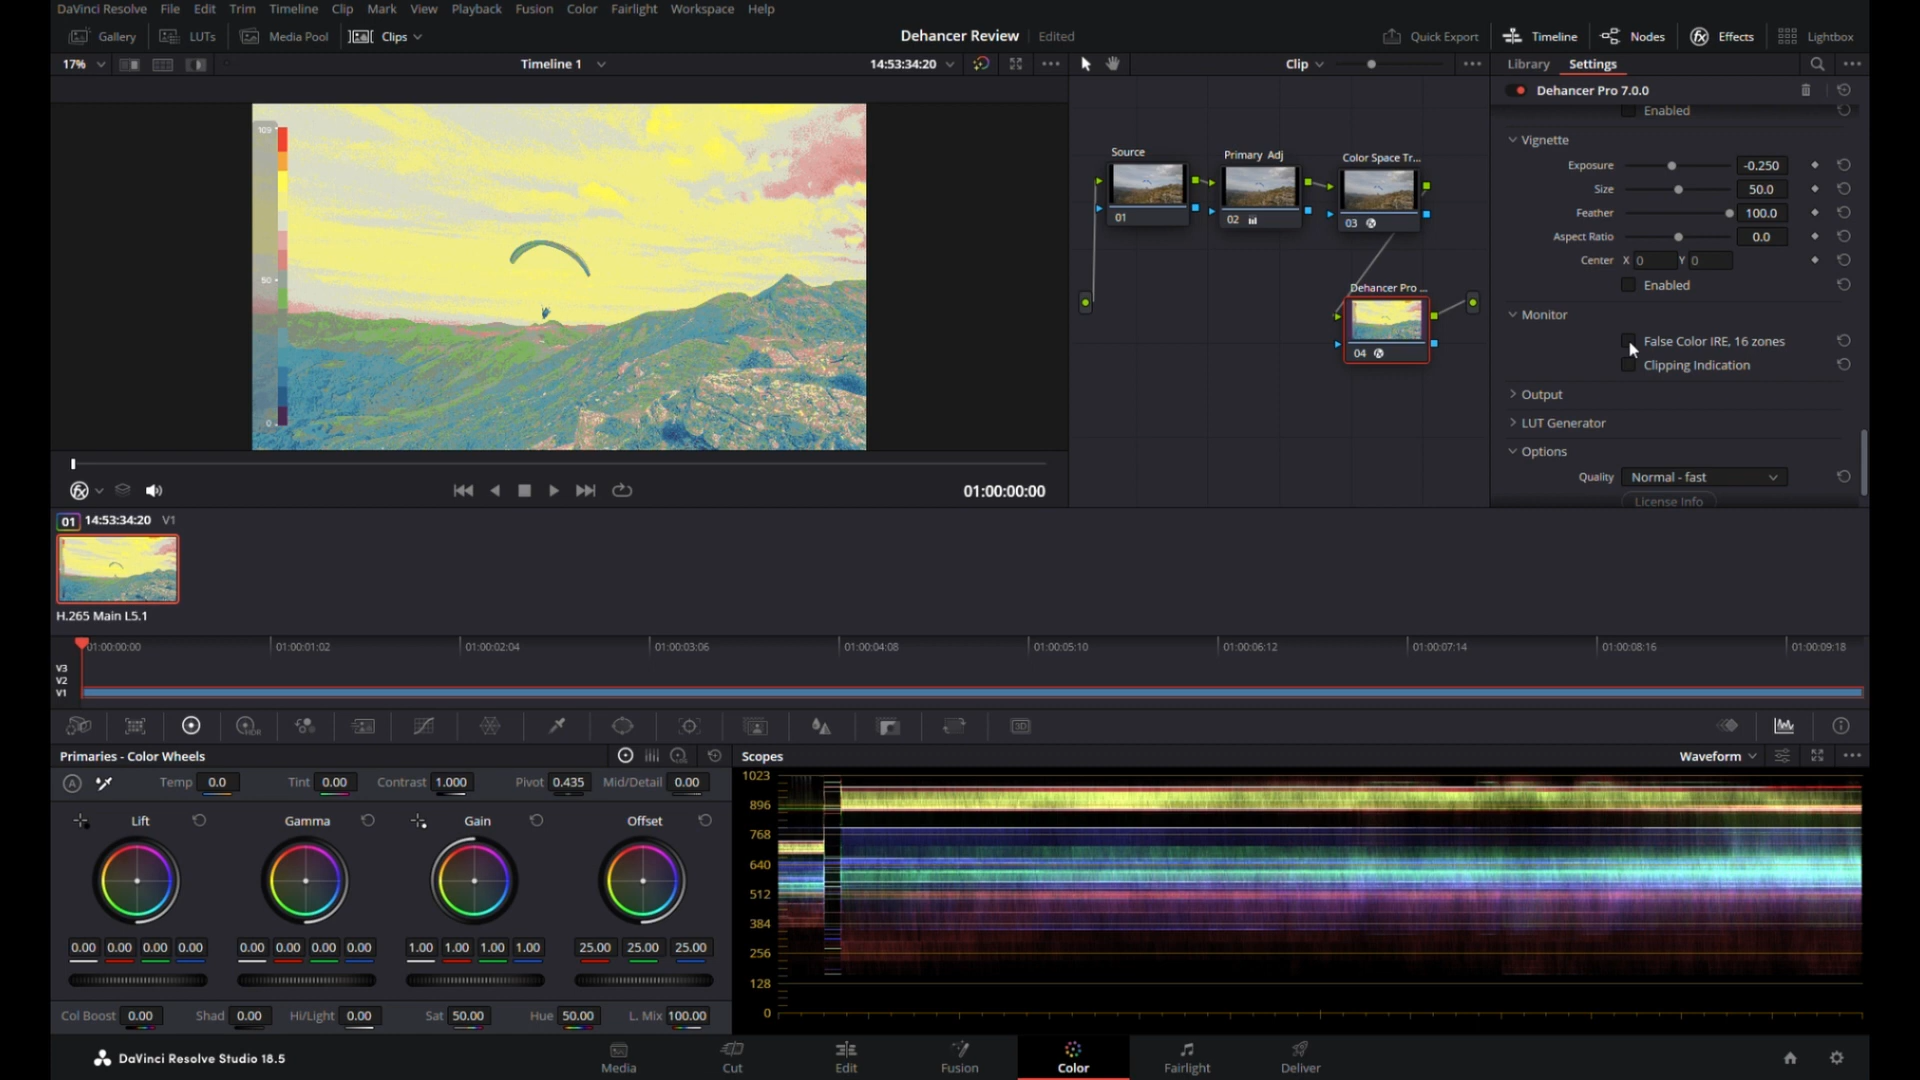 DaVinci Resolve File Edit Trim Timeline Clip Mark View Playback Fusion Color Fairlight Workspace Help
Gallery LUTs Media Pool Clips Dehancer Review Edited Quick Export Timeline Nodes Effects Lightbox
17% Timeline 1 14:53:34:20 Clip Library Settings
Dehancer Pro 7.0.0
Enabled
Vignette
Exposure -0.250
Size 50.0
Feather 100.0
Aspect Ratio 0.0
Center X 0 Y 0
Enabled
Monitor
False Color IRE, 16 zones
Clipping Indication
Output
LUT Generator
Options
Quality Normal - fast
License Info
109
50
0
Source
01
Primary Adj
02
Color Space Tr...
03
Dehancer Pro ...
04
01:00:00:00
01 14:53:34:20 V1
H.265 Main L5.1
01:00:00:00 01:00:01:02 01:00:02:04 01:00:03:06 01:00:04:08 01:00:05:10 01:00:06:12 01:00:07:14 01:00:08:16 01:00:09:18
V3
V2
V1
HDR
3D
Primaries - Color Wheels
A Temp 0.0 Tint 0.00 Contrast 1.000 Pivot 0.435 Mid/Detail 0.00
Lift Gamma Gain Offset
0.00 0.00 0.00 0.00 0.00 0.00 0.00 0.00 1.00 1.00 1.00 1.00 25.00 25.00 25.00
Col Boost 0.00 Shad 0.00 Hi/Light 0.00 Sat 50.00 Hue 50.00 L. Mix 100.00
Scopes Waveform
1023
896
768
640
512
384
256
128
0
DaVinci Resolve Studio 18.5
Media Cut Edit Fusion Color Fairlight Deliver